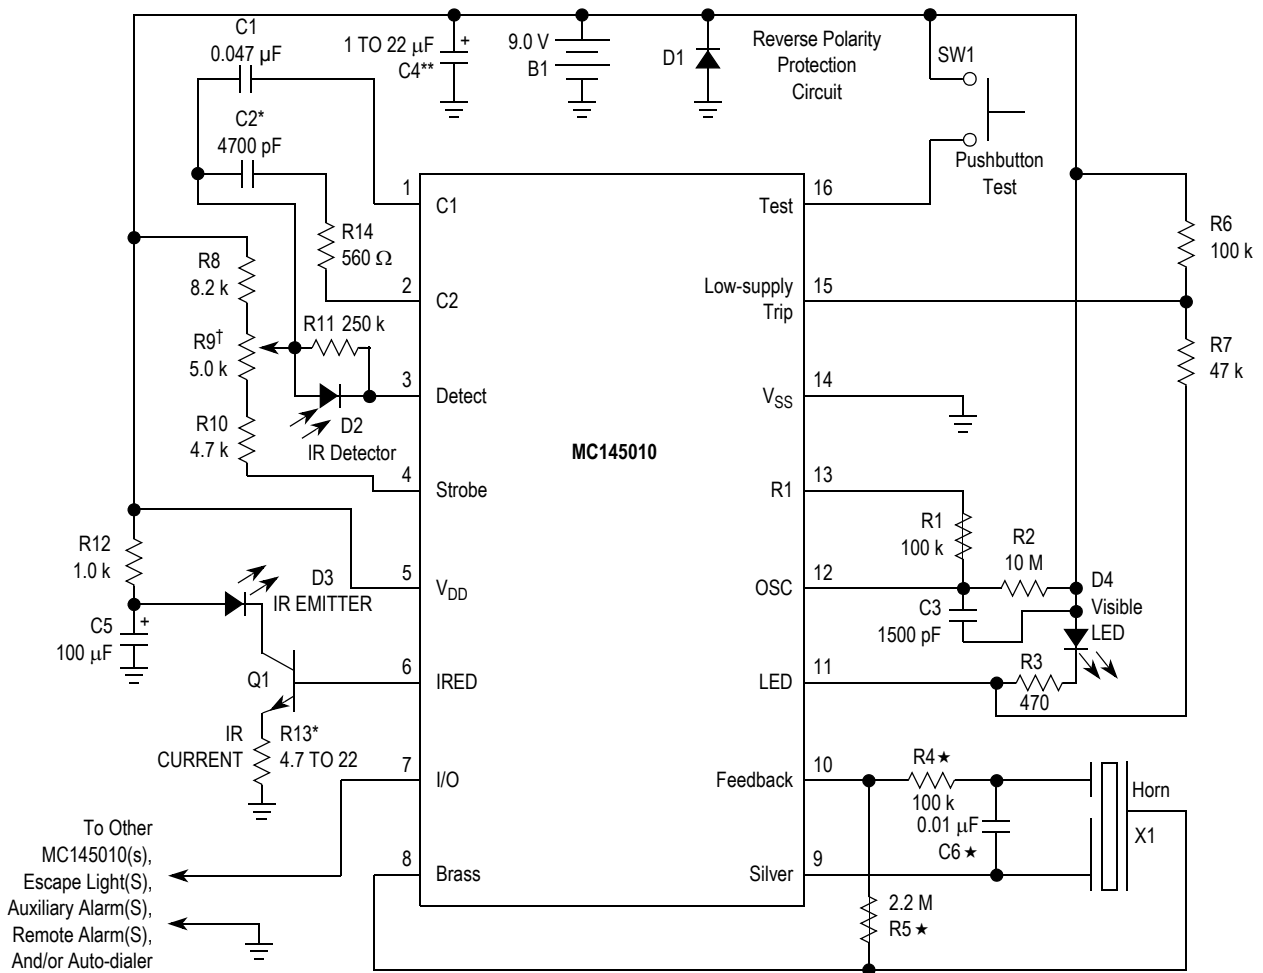 C1
0.047 µF
1 TO 22 µF
C4**
+
9.0 V
B1
D1
Reverse Polarity
Protection
Circuit
SW1
Pushbutton
Test
C2*
4700 pF
R14
560 Ω
R8
8.2 k
R9†
5.0 k
R10
4.7 k
R11 250 k
D2
IR Detector
R12
1.0 k
D3
IR EMITTER
C5
100 µF
+
Q1
IR
CURRENT
R13*
4.7 TO 22
To Other
MC145010(s),
Escape Light(S),
Auxiliary Alarm(S),
Remote Alarm(S),
And/or Auto-dialer
MC145010
1
C1
2
C2
3
Detect
4
Strobe
5
VDD
6
IRED
7
I/O
8
Brass
16
Test
15
Low-supply
Trip
14
VSS
13
R1
12
OSC
11
LED
10
Feedback
9
Silver
R6
100 k
R7
47 k
R1
100 k
R2
10 M
C3
1500 pF
D4
Visible
LED
R3
470
R4★
100 k
0.01 µF
C6★
2.2 M
R5★
Horn
X1